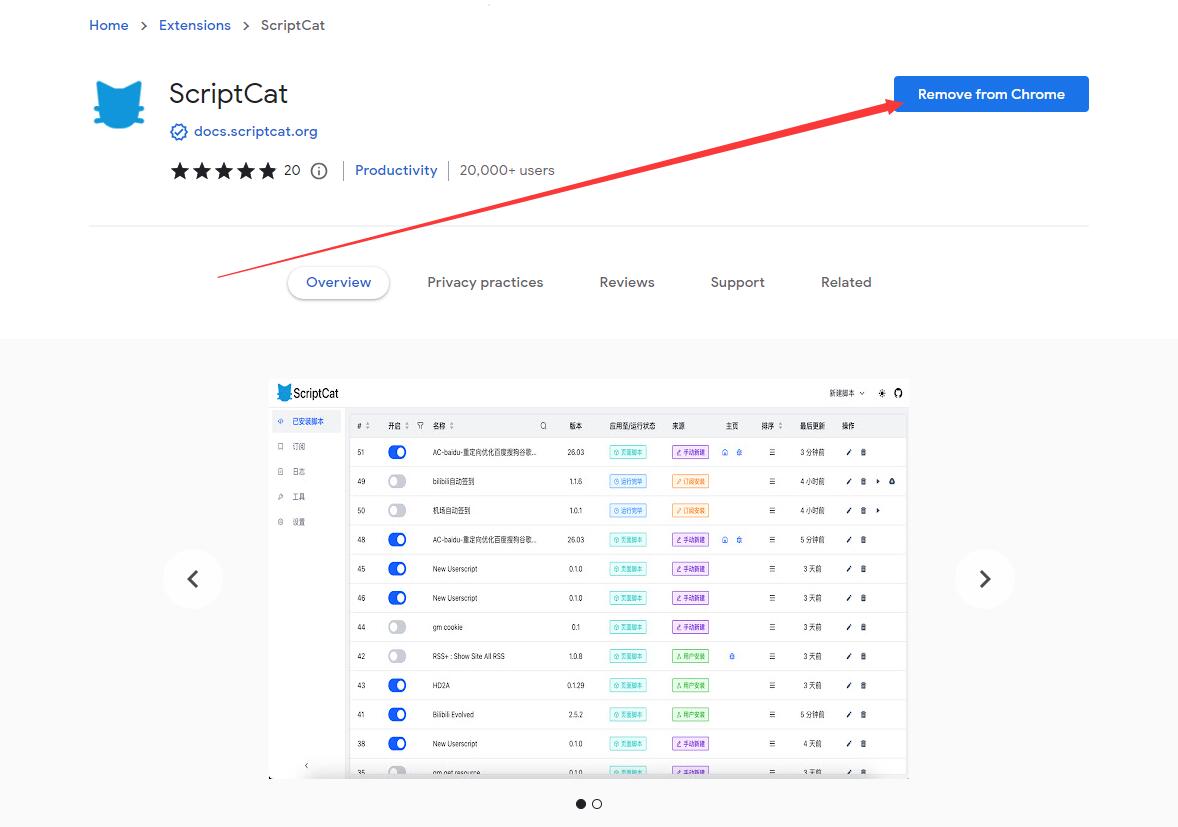 Home > Extensions > ScriptCat
ScriptCat
Remove from Chrome
docs.scriptcat.org
20 Productivity 20,000+ users
Overview Privacy practices Reviews Support Related
ScriptCat 新建脚本
已安装脚本
订阅
日志
工具
设置
# 开启 名称 版本 应用至/运行状态 来源 主页 排序 最后更新 操作
51 AC-baidu-重定向优化百度搜狗谷歌... 26.03 页面脚本 手动新建 3 分钟前
49 bilibili自动签到 1.1.6 运行完毕 订阅安装 4 小时前
50 机场自动签到 1.0.1 运行完毕 订阅安装 4 小时前
48 AC-baidu-重定向优化百度搜狗谷歌... 26.03 页面脚本 手动新建 5 分钟前
45 New Userscript 0.1.0 页面脚本 手动新建 3 天前
46 New Userscript 0.1.0 页面脚本 手动新建 3 天前
44 gm cookie 0.1 页面脚本 手动新建 3 天前
42 RSS+ : Show Site All RSS 1.0.8 页面脚本 用户安装 3 天前
43 HD2A 0.1.29 页面脚本 用户安装 3 天前
41 Bilibili Evolved 2.5.2 页面脚本 用户安装 5 分钟前
38 New Userscript 0.1.0 页面脚本 手动新建 4 天前
35 gm get resource 0.1.0 页面脚本 手动新建 3 天前